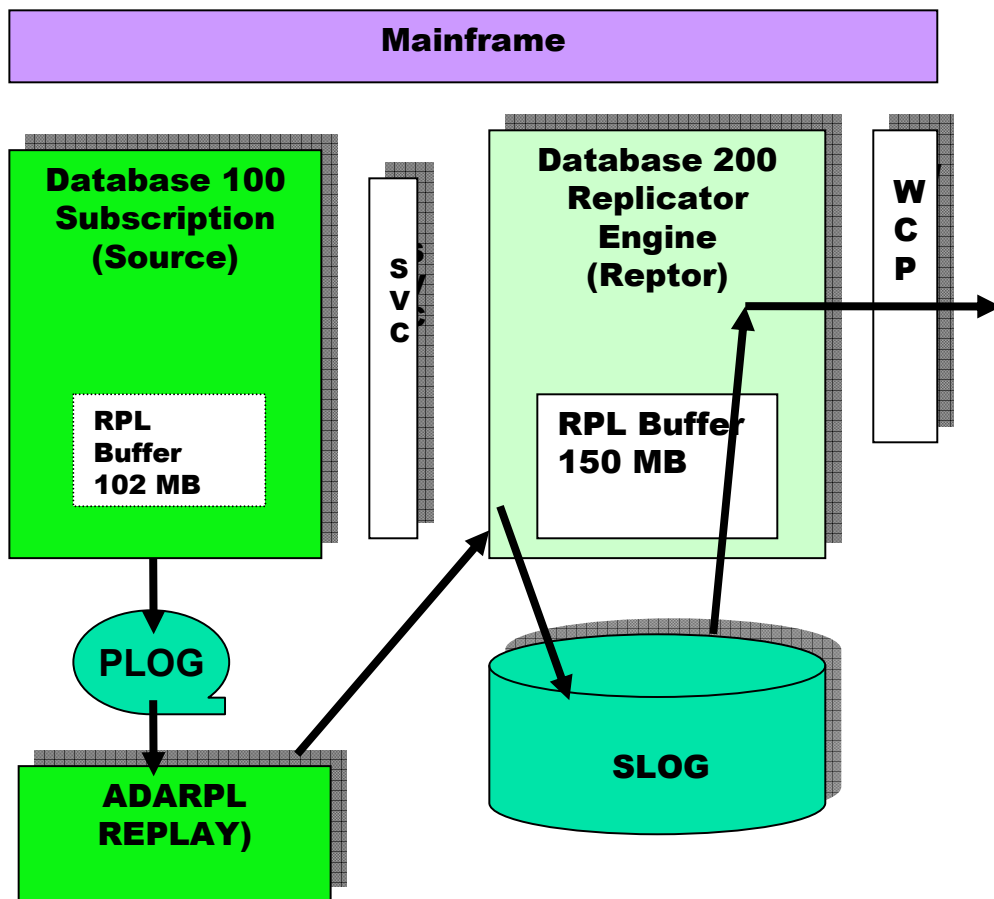 Mainframe
Database 100
Subscription
(Source)
RPL
Buffer
102 MB
S
V
C
Database 200
Replicator
Engine
(Reptor)
RPL Buffer
150 MB
W
C
P
PLOG
ADARPL
REPLAY)
SLOG